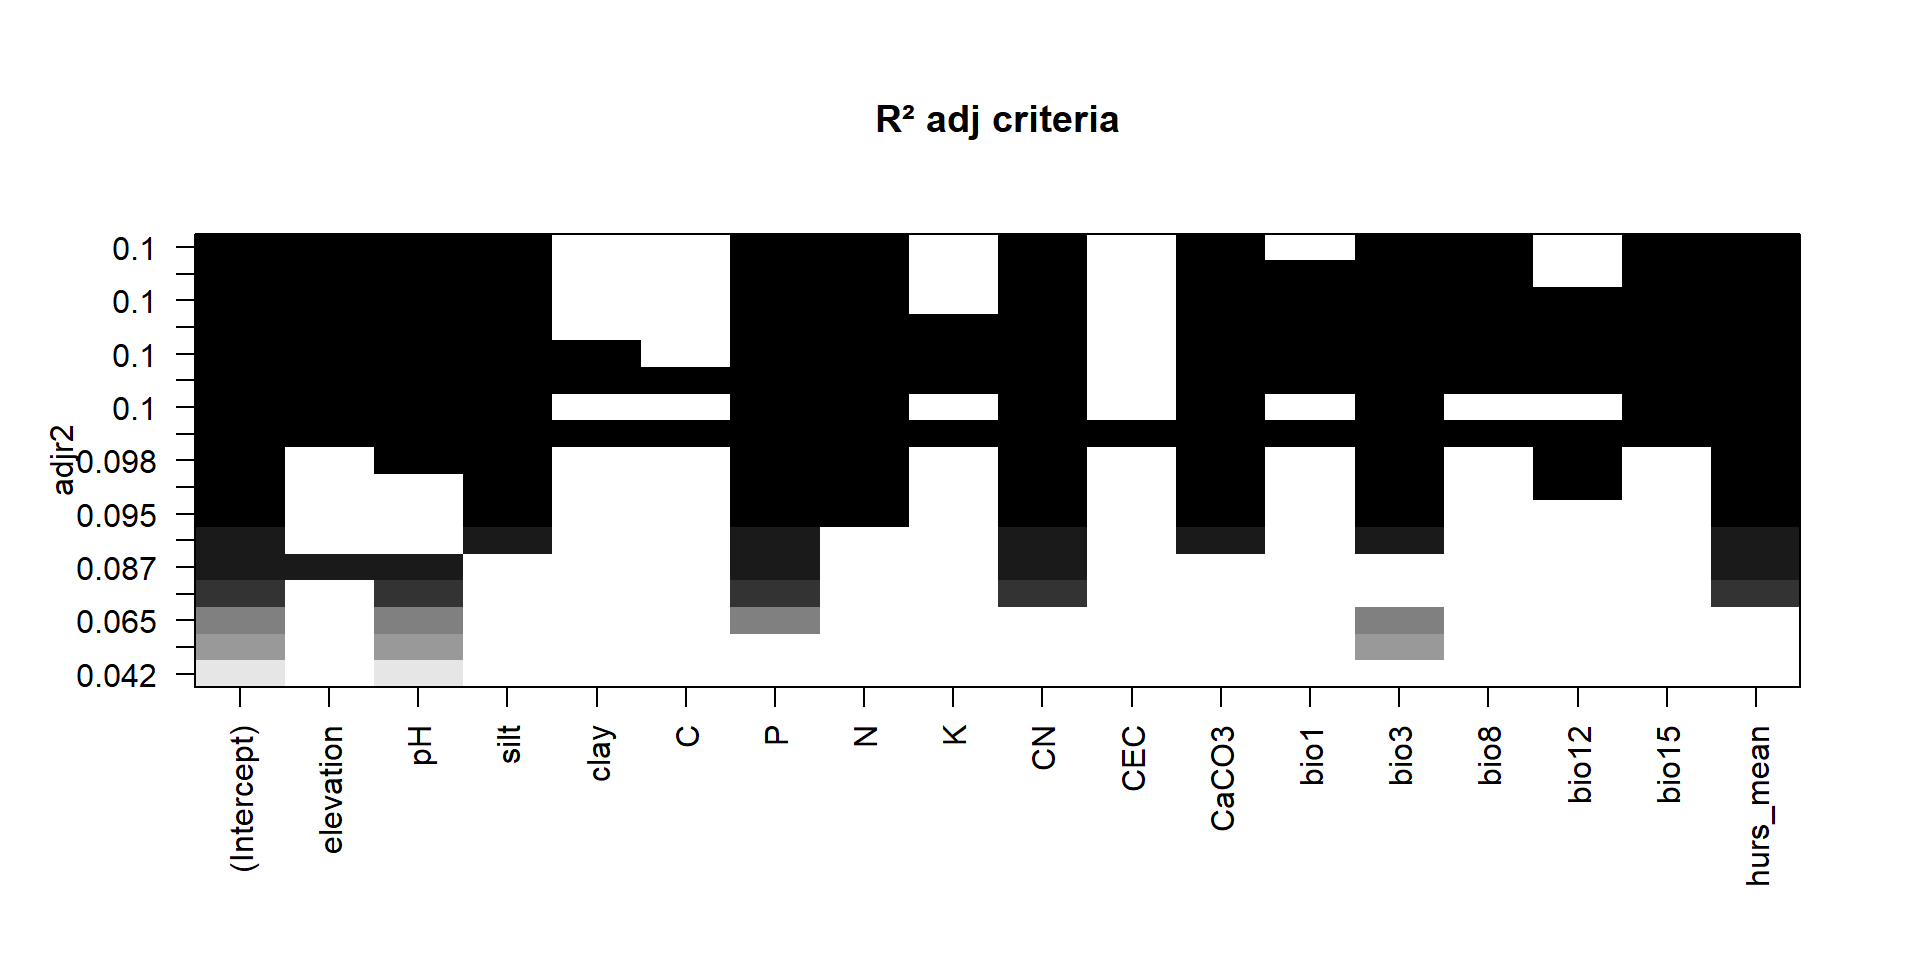 R² adj criteria
adjr2
0.1
0.1
0.1
0.1
0.098
0.095
0.087
0.065
0.042
(Intercept)
elevation
pH
silt
clay
C
P
N
K
CN
CEC
CaCO3
bio1
bio3
bio8
bio12
bio15
hurs_mean